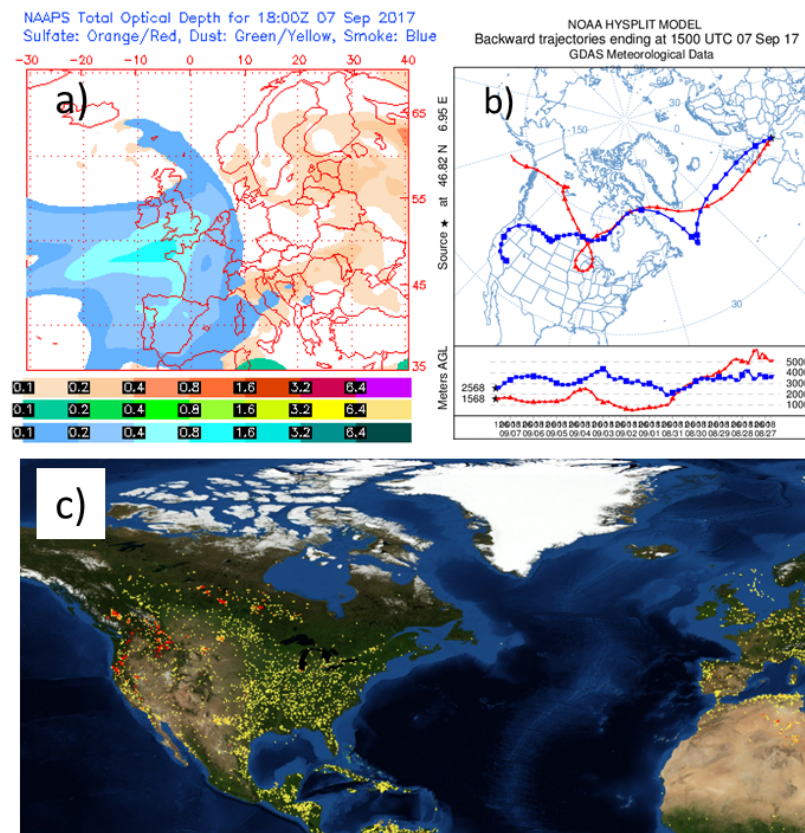 NAAPS Total Optical Depth for 18:00Z 07 Sep 2017
Sulfate: Orange/Red, Dust: Green/Yellow, Smoke: Blue
-30 -20 -10 0 10 20 30 40
a)
65
55
45
35
0.1 0.2 0.4 0.8 1.6 3.2 6.4
0.1 0.2 0.4 0.8 1.6 3.2 6.4
0.1 0.2 0.4 0.8 1.6 3.2 6.4
NOAA HYSPLIT MODEL
Backward trajectories ending at 1500 UTC 07 Sep 17
GDAS Meteorological Data
b)
Source ★ at 46.82 N 6.95 E
-150
60
30
0
30
Meters AGL
2568
1568
5000
4000
3000
2000
1000
09/07 09/06 09/05 09/04 09/03 09/02 09/01 08/31 08/30 08/29 08/28 08/27
c)